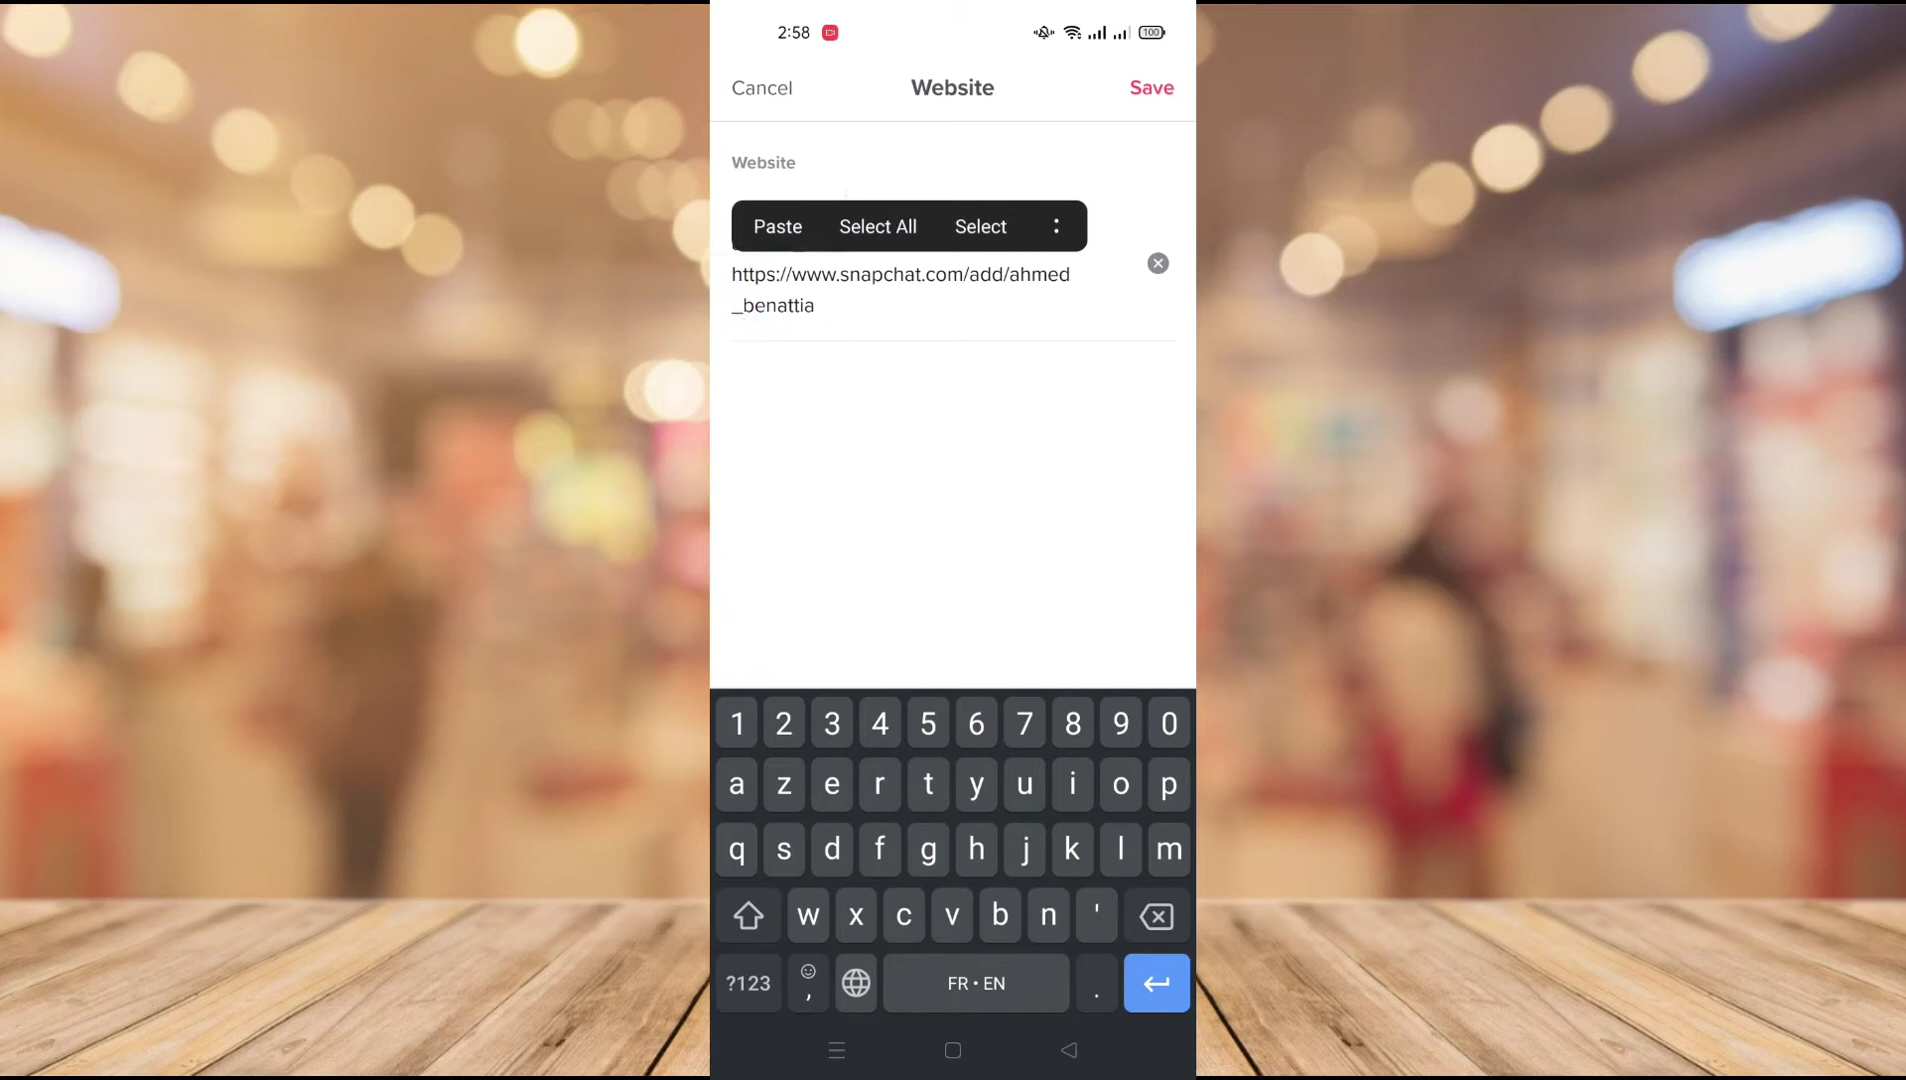 2:58
100
Cancel
Website
Save
Website
Paste
Select All
Select
https://www.snapchat.com/add/ahmed
_benattia
1 2 3 4 5 6 7 8 9 0
a z e r t y u i o p
q s d f g h j k l m
w x c v b n '
?123
,
FR • EN
.